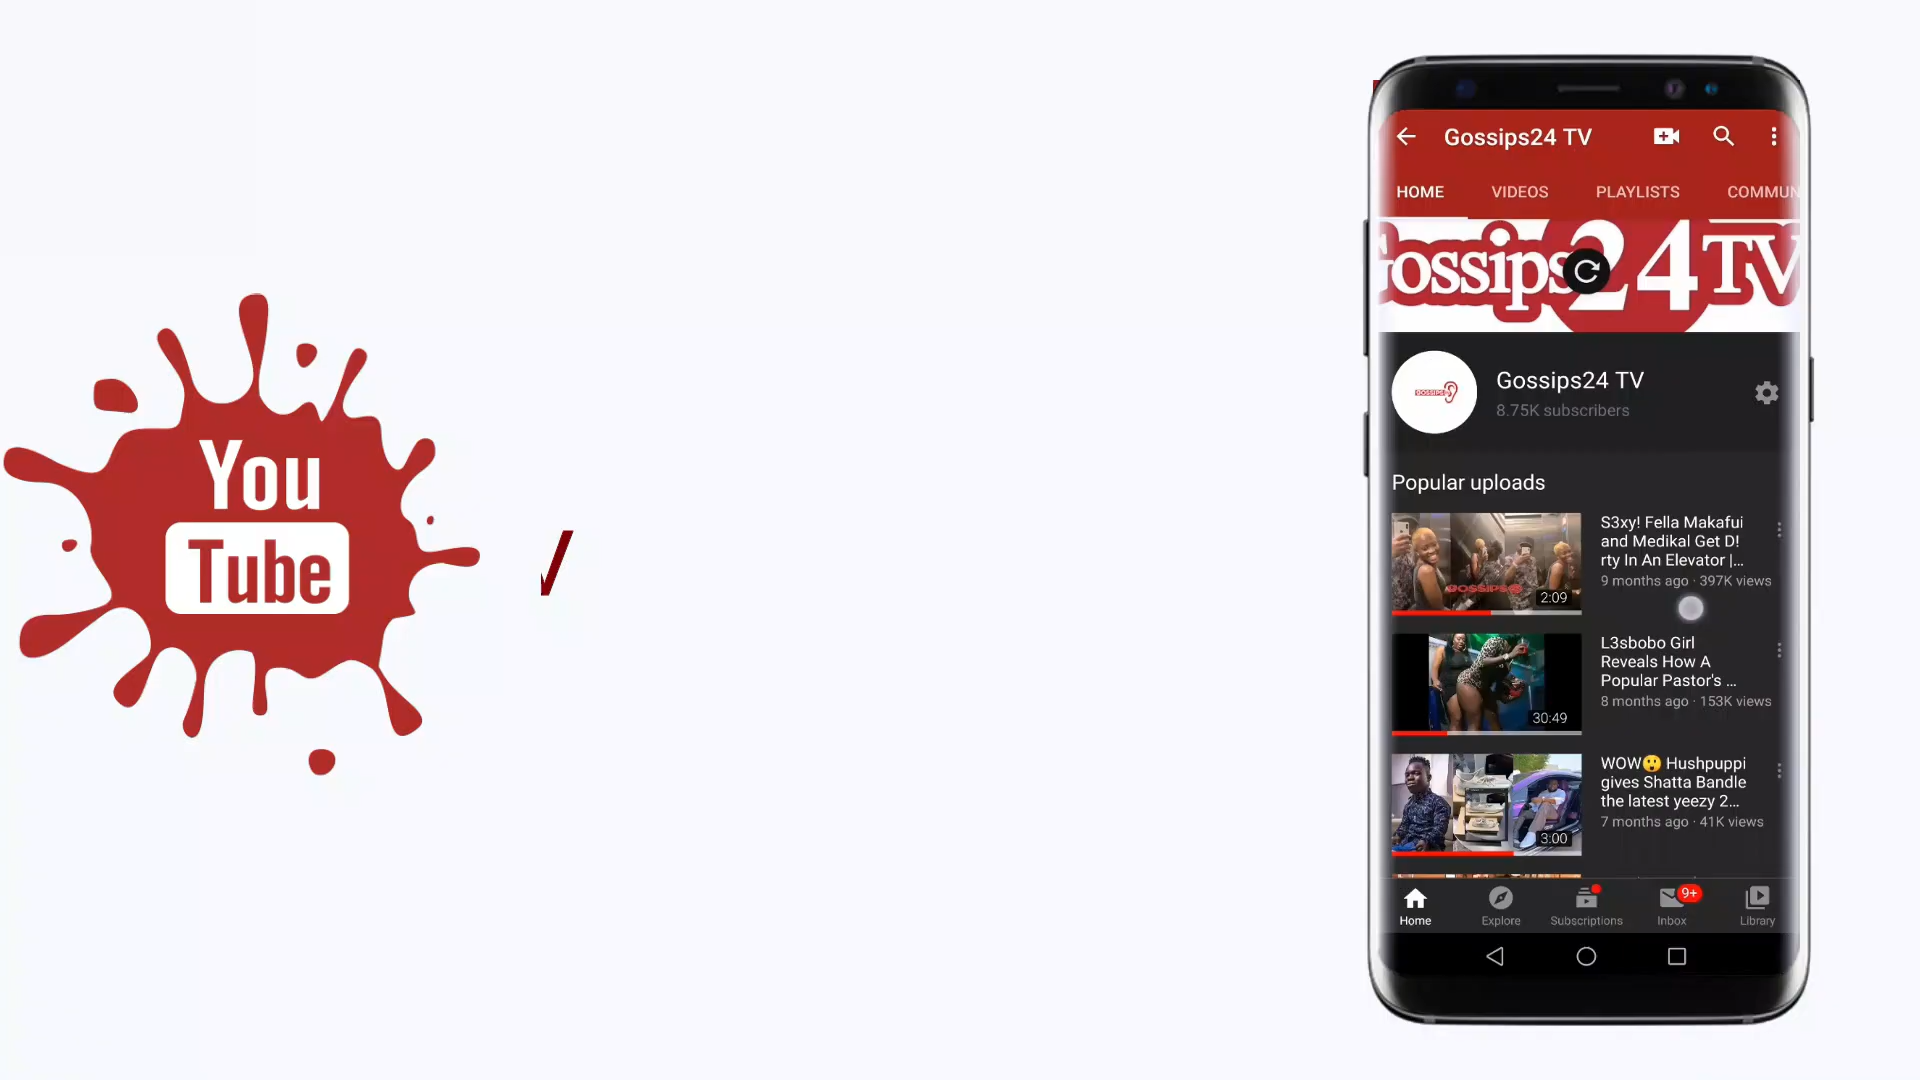 You
Tube
Gossips24 TV
HOME VIDEOS PLAYLISTS COMMUN
Gossips24TV
GOSSIPS
Gossips24 TV
8.75K subscribers
Popular uploads
S3xy! Fella Makafui
and Medikal Get D!
rty In An Elevator |...
9 months ago · 397K views
GOSSIPS
2:09
L3sbobo Girl
Reveals How A
Popular Pastor's ...
8 months ago · 153K views
30:49
WOW😲 Hushpuppi
gives Shatta Bandle
the latest yeezy 2...
7 months ago · 41K views
3:00
9+
Home Explore Subscriptions Inbox Library